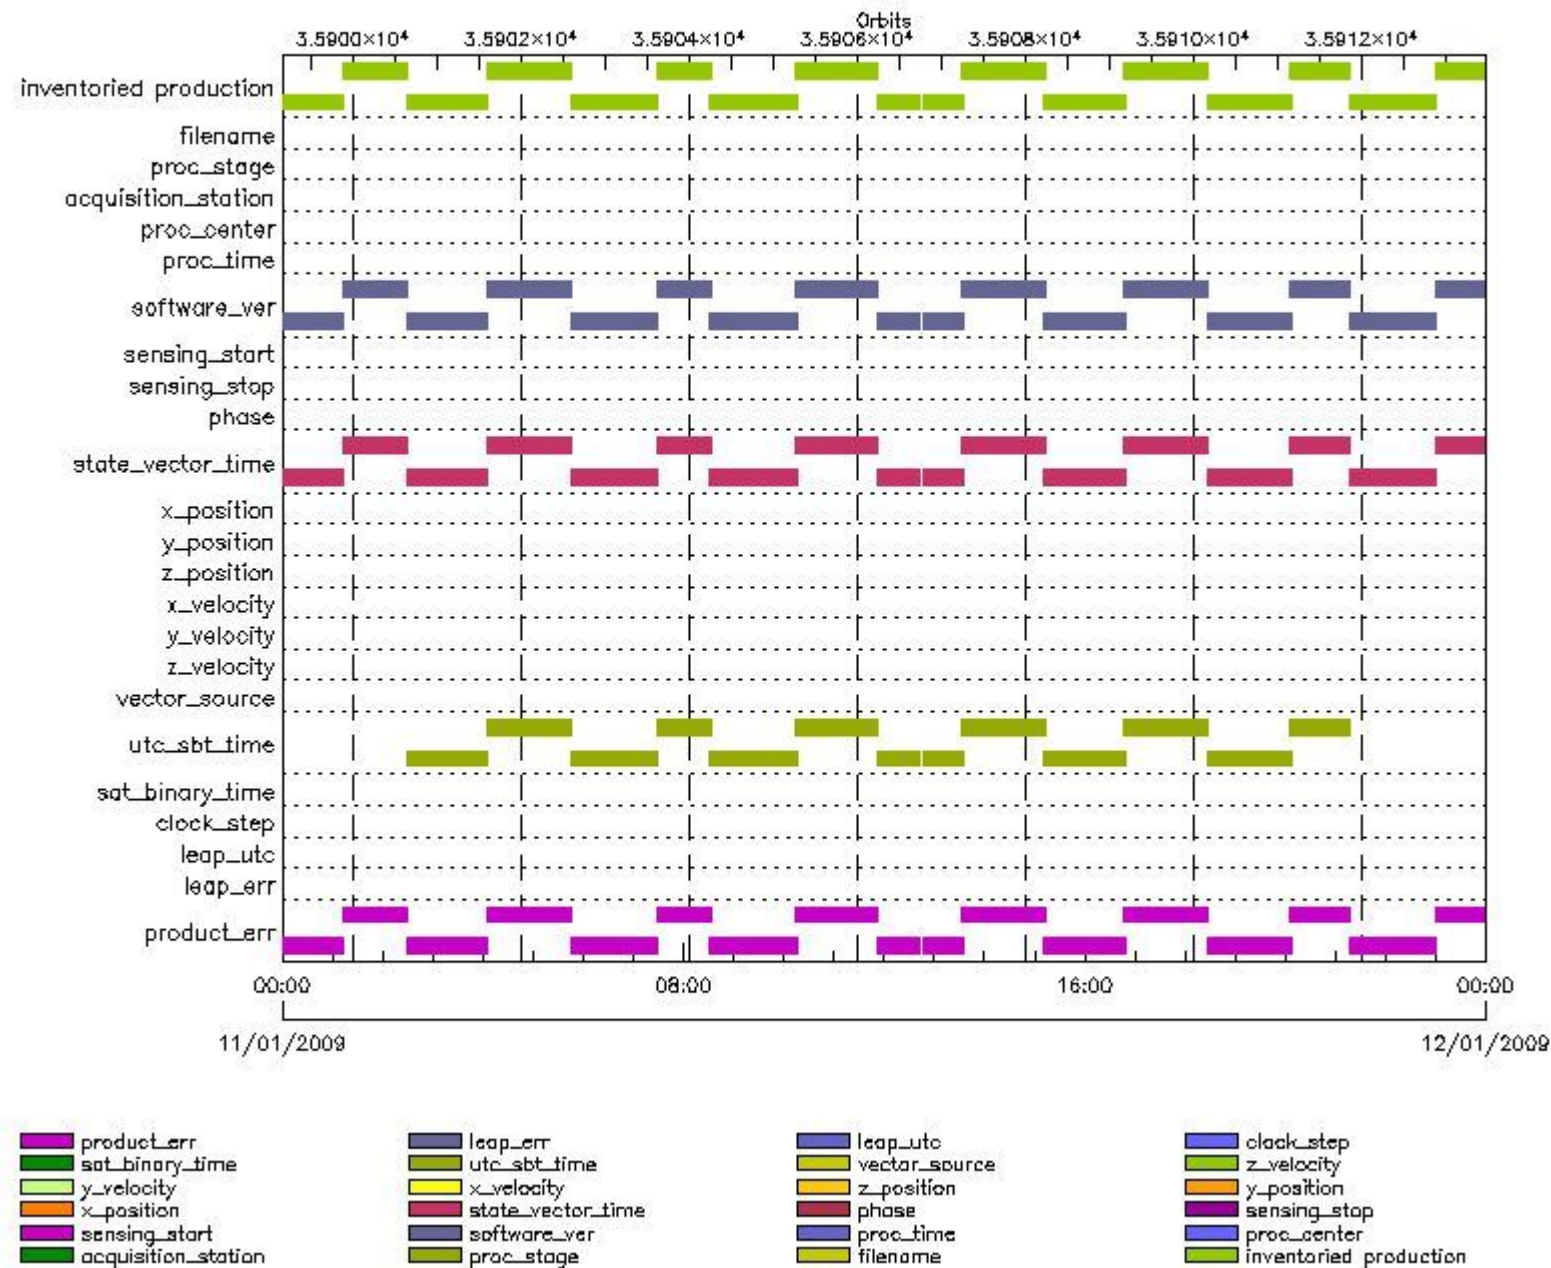 Orbits
3.5900×10⁴ 3.5902×10⁴ 3.5904×10⁴ 3.5906×10⁴ 3.5908×10⁴ 3.5910×10⁴ 3.5912×10⁴
inventoried production
filename
proc_stage
acquisition_station
proc_center
proc_time
software_ver
sensing_start
sensing_stop
phase
state_vector_time
x_position
y_position
z_position
x_velocity
y_velocity
z_velocity
vector_source
utc_sbt_time
sat_binary_time
clock_step
leap_utc
leap_err
product_err
00:00 08:00 16:00 00:00
11/01/2009 12/01/2009
product_err leap_err leap_utc clock_step
sat_binary_time utc_sbt_time vector_source z_velocity
y_velocity x_velocity z_position y_position
x_position state_vector_time phase sensing_stop
sensing_start software_ver proc_time proc_center
acquisition_station proc_stage filename inventoried production